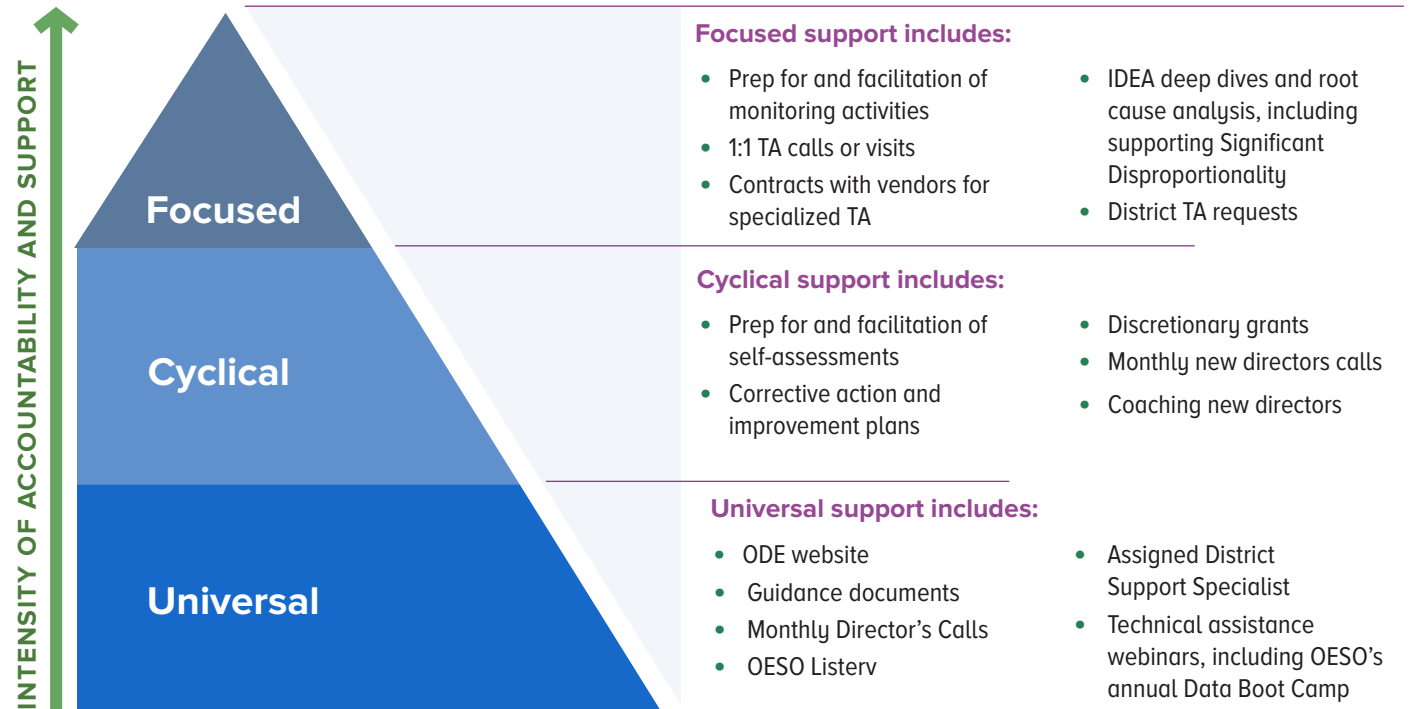 INTENSITY OF ACCOUNTABILITY AND SUPPORT
Focused
Cyclical
Universal
Focused support includes:
• Prep for and facilitation of
monitoring activities
• 1:1 TA calls or visits
• Contracts with vendors for
specialized TA
• IDEA deep dives and root
cause analysis, including
supporting Significant
Disproportionality
• District TA requests
Cyclical support includes:
• Prep for and facilitation of
self-assessments
• Corrective action and
improvement plans
• Discretionary grants
• Monthly new directors calls
• Coaching new directors
Universal support includes:
• ODE website
• Guidance documents
• Monthly Director’s Calls
• OESO Listerv
• Assigned District
Support Specialist
• Technical assistance
webinars, including OESO’s
annual Data Boot Camp